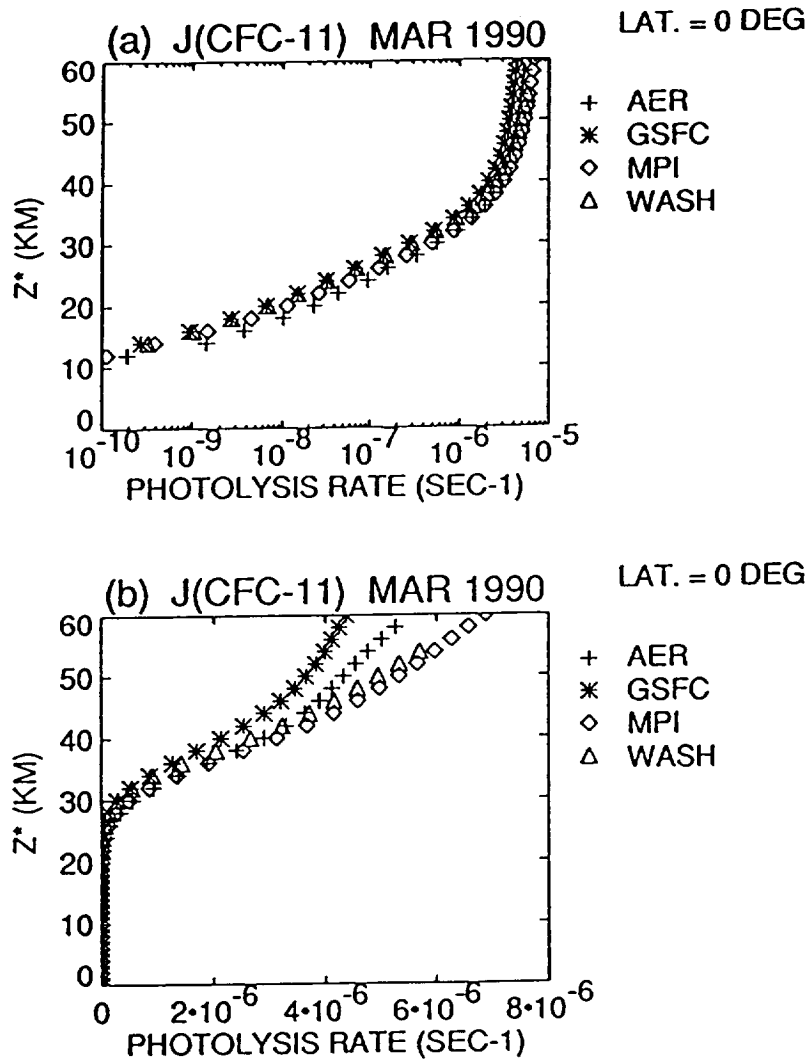 (a) J(CFC-11) MAR 1990
LAT. = 0 DEG
60
50
40
30
20
10
0
Z* (KM)
+ AER
✳ GSFC
◇ MPI
△ WASH
10-10 10-9 10-8 10-7 10-6 10-5
PHOTOLYSIS RATE (SEC-1)
(b) J(CFC-11) MAR 1990
LAT. = 0 DEG
60
50
40
30
20
10
0
Z* (KM)
+ AER
✳ GSFC
◇ MPI
△ WASH
0 2•10-6 4•10-6 6•10-6 8•10-6
PHOTOLYSIS RATE (SEC-1)